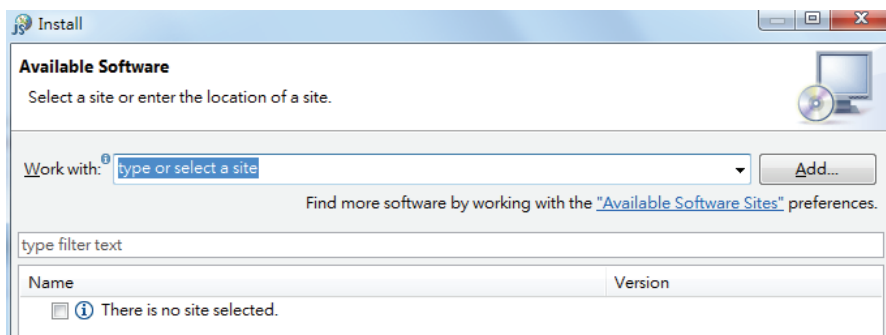 Install
Available Software
Select a site or enter the location of a site.
Work with: type or select a site Add...
Find more software by working with the "Available Software Sites" preferences.
type filter text
Name Version
There is no site selected.